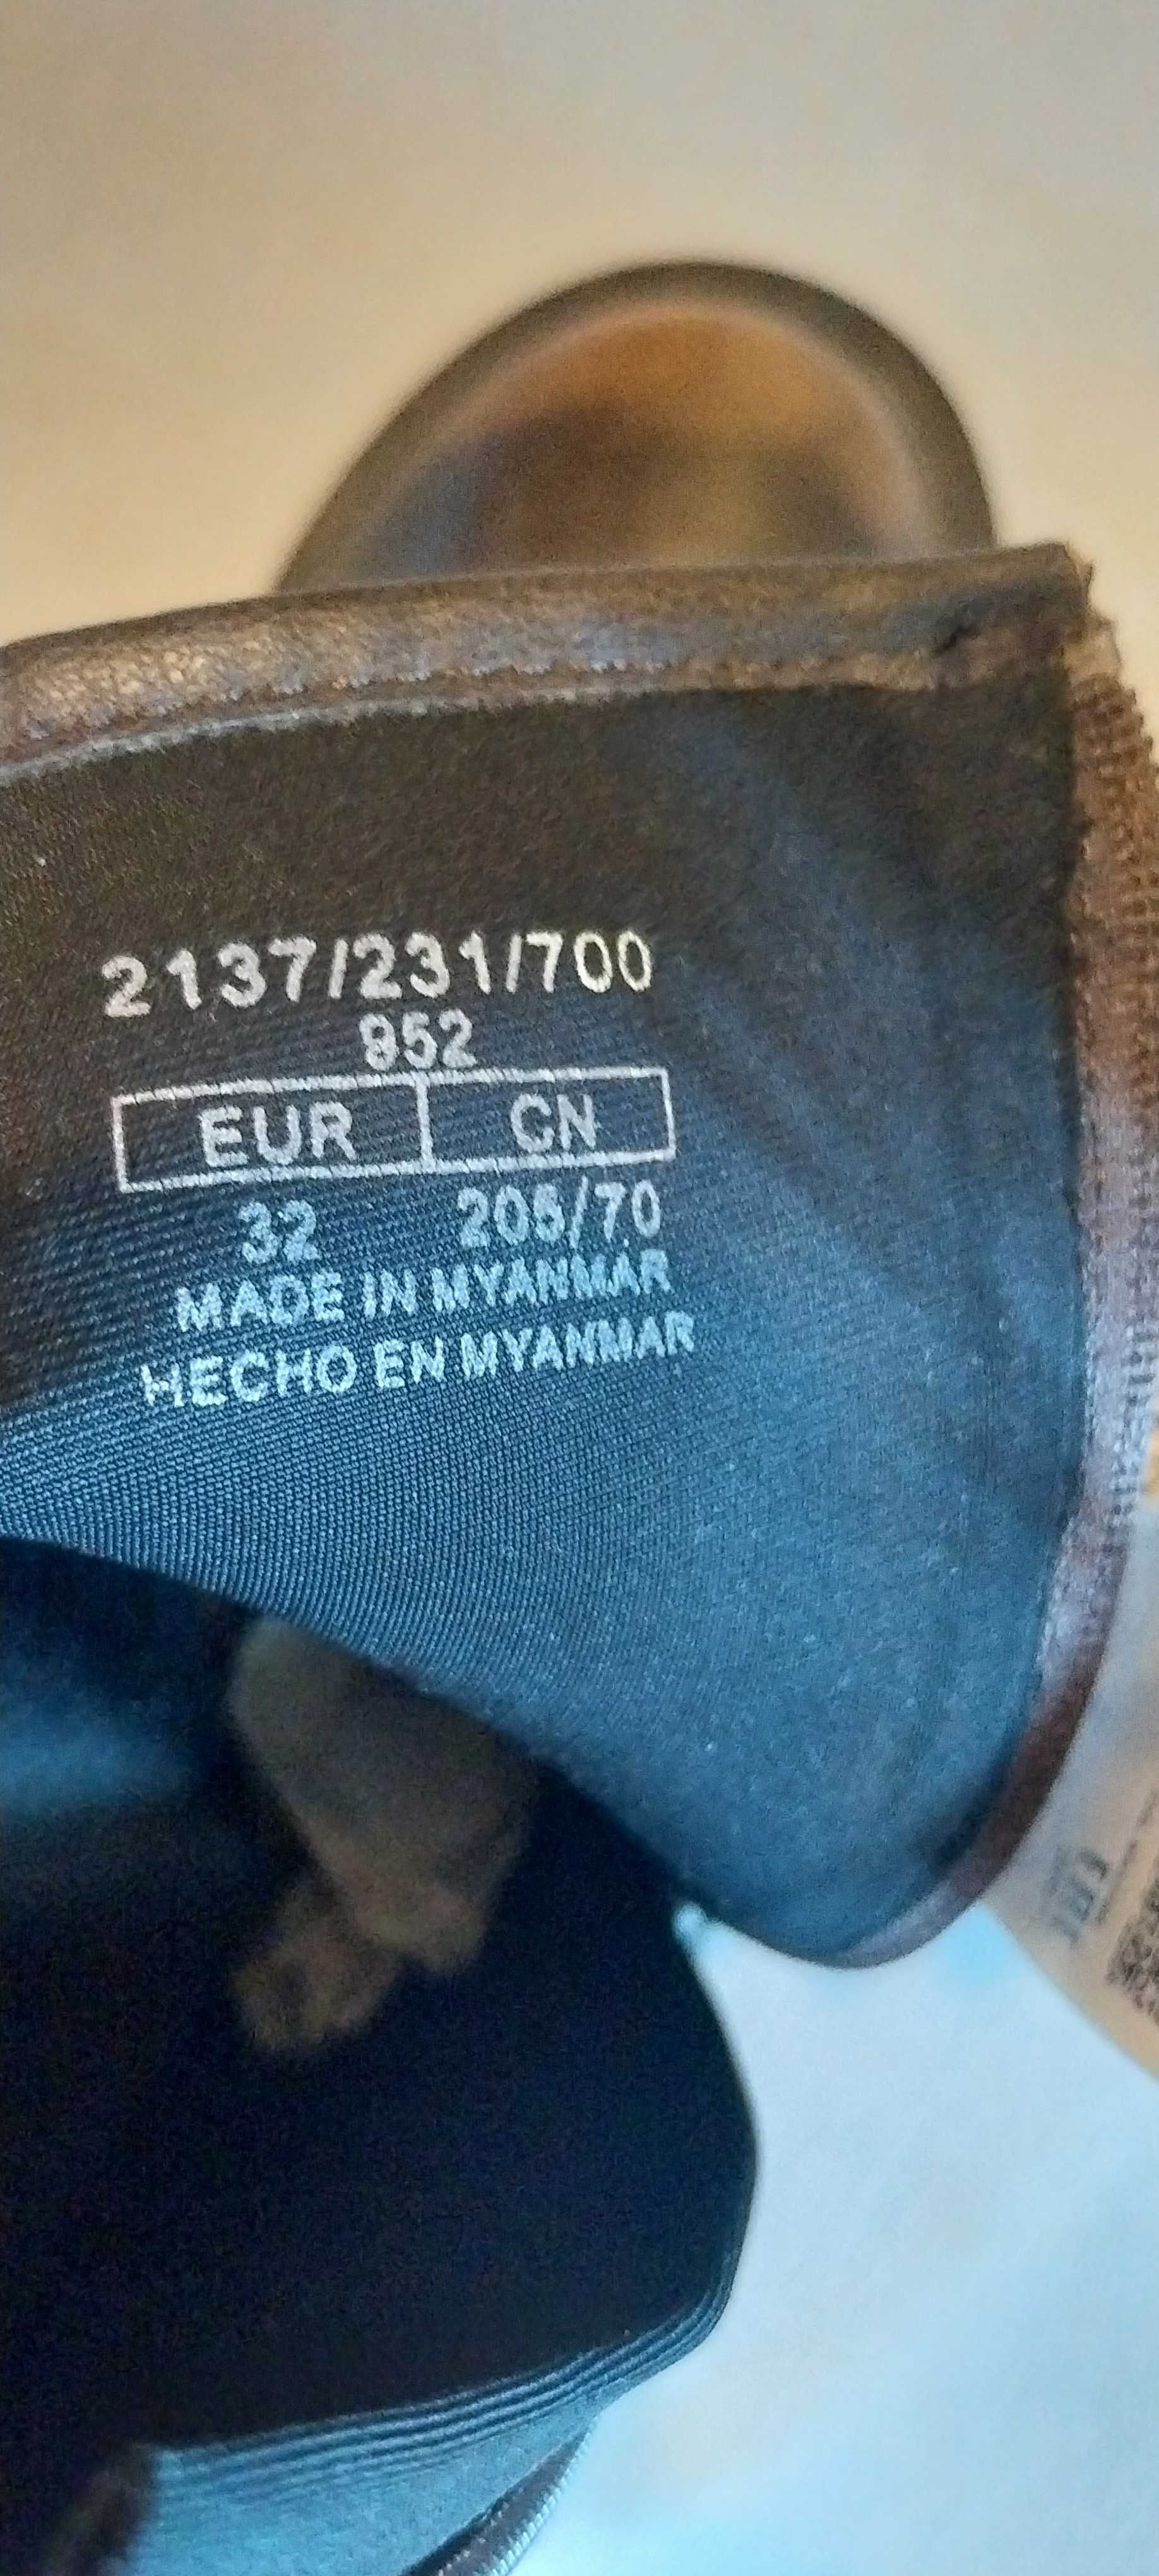 2137/231/700
952
EUR CN
32 205/70
MADE IN MYANMAR
HECHO EN MYANMAR